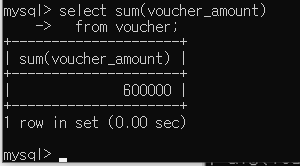 mysql> select sum(voucher_amount)
    ->   from voucher;
+---------------------+
| sum(voucher_amount) |
+---------------------+
|              600000 |
+---------------------+
1 row in set (0.00 sec)
mysql> _